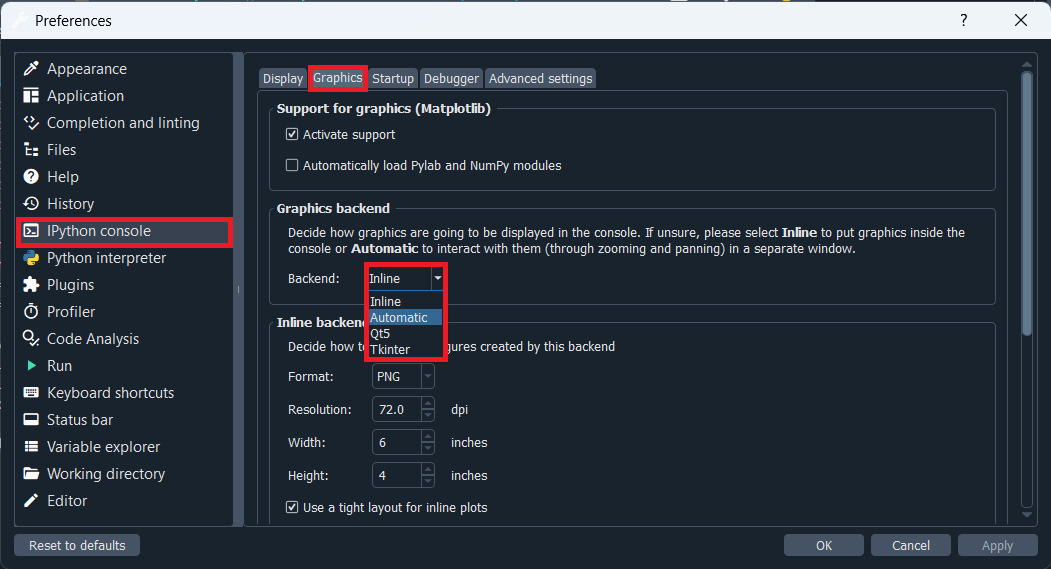 Preferences
?
Appearance
Application
Completion and linting
Files
Help
History
IPython console
Python interpreter
Plugins
Profiler
Code Analysis
Run
Keyboard shortcuts
Status bar
Variable explorer
Working directory
Editor
Display Graphics Startup Debugger Advanced settings
Support for graphics (Matplotlib)
Activate support
Automatically load Pylab and NumPy modules
Graphics backend
Decide how graphics are going to be displayed in the console. If unsure, please select Inline to put graphics inside the
console or Automatic to interact with them (through zooming and panning) in a separate window.
Backend: Inline
Inline
Automatic
Qt5
Tkinter
Inline backend
Decide how to gures created by this backend
Format: PNG
Resolution: 72.0 dpi
Width: 6 inches
Height: 4 inches
Use a tight layout for inline plots
Reset to defaults
OK Cancel Apply